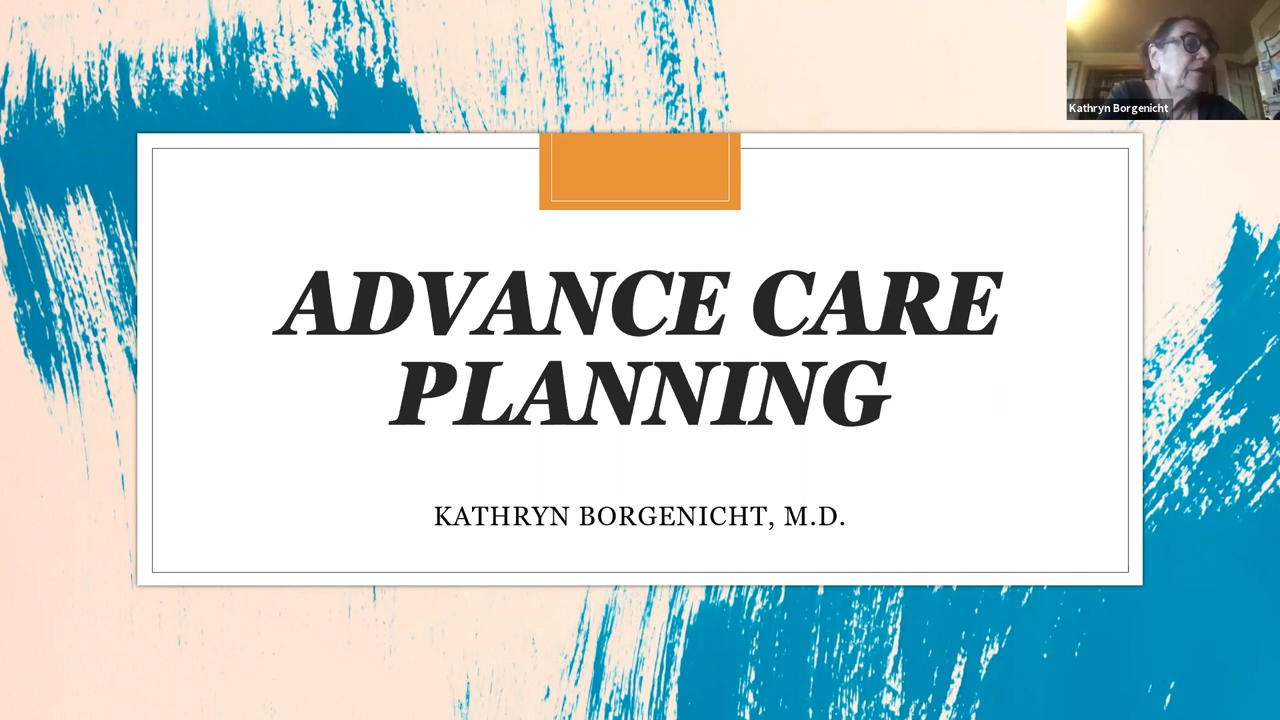 Kathryn Borgenicht
ADVANCE CARE
PLANNING
KATHRYN BORGENICHT, M.D.